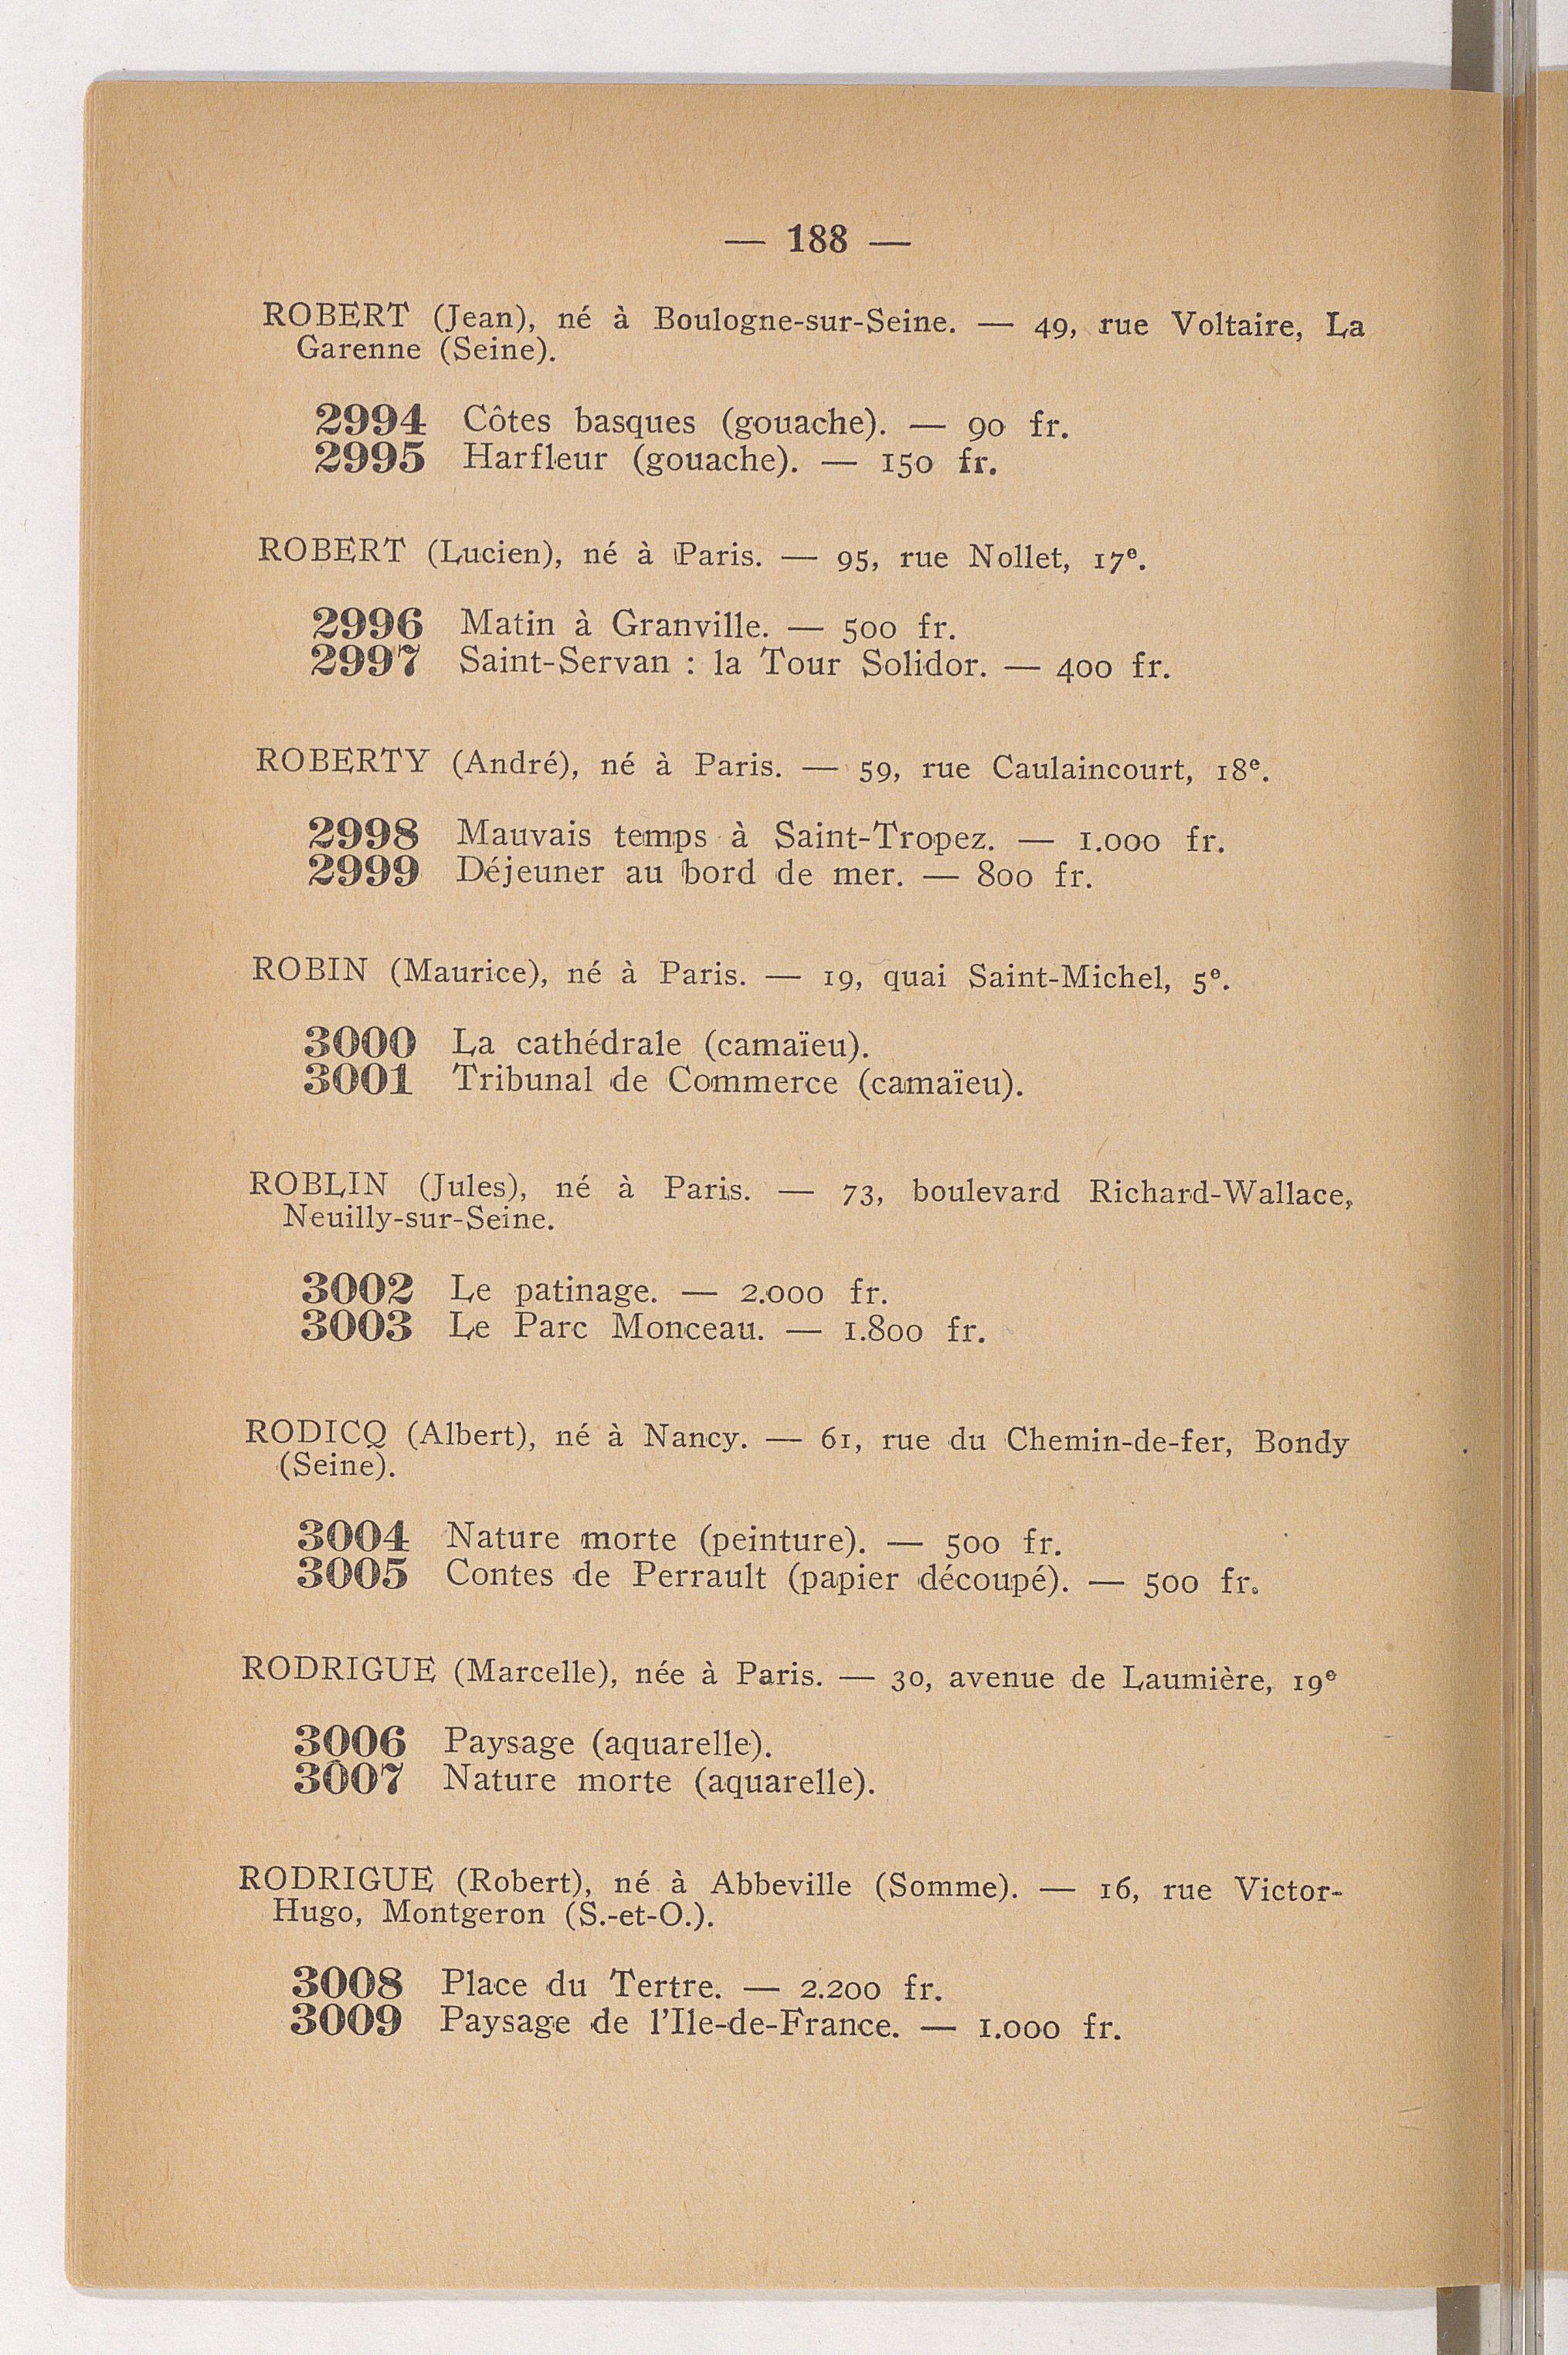 — 188 —
ROBERT (Jean), né à Boulogne-sur-Seine. — 49, rue Voltaire, La
Garenne (Seine).
2994 Côtes basques (gouache). — 90 fr.
2995 Harfleur (gouache). — 150 fr.
ROBERT (Lucien), né à Paris. — 95, rue Nollet, 17e.
2996 Matin à Granville. — 500 fr.
2997 Saint-Servan : la Tour Solidor. — 400 fr.
ROBERTY (André), né à Paris. — 59, rue Caulaincourt, 18e.
2998 Mauvais temps à Saint-Tropez. — 1.000 fr.
2999 Déjeuner au bord de mer. — 800 fr.
ROBIN (Maurice), né à Paris. — 19, quai Saint-Michel, 5e.
3000 La cathédrale (camaïeu).
3001 Tribunal de Commerce (camaïeu).
ROBLIN (Jules), né à Paris. — 73, boulevard Richard-Wallace,
Neuilly-sur-Seine.
3002 Le patinage. — 2.000 fr.
3003 Le Parc Monceau. — 1.800 fr.
RODICQ (Albert), né à Nancy. — 61, rue du Chemin-de-fer, Bondy
(Seine).
3004 Nature morte (peinture). — 500 fr.
3005 Contes de Perrault (papier découpé). — 500 fr.
RODRIGUE (Marcelle), née à Paris. — 30, avenue de Laumière, 19e
3006 Paysage (aquarelle).
3007 Nature morte (aquarelle).
RODRIGUE (Robert), né à Abbeville (Somme). — 16, rue Victor-
Hugo, Montgeron (S.-et-O.).
3008 Place du Tertre. — 2.200 fr.
3009 Paysage de l'Ile-de-France. — 1.000 fr.